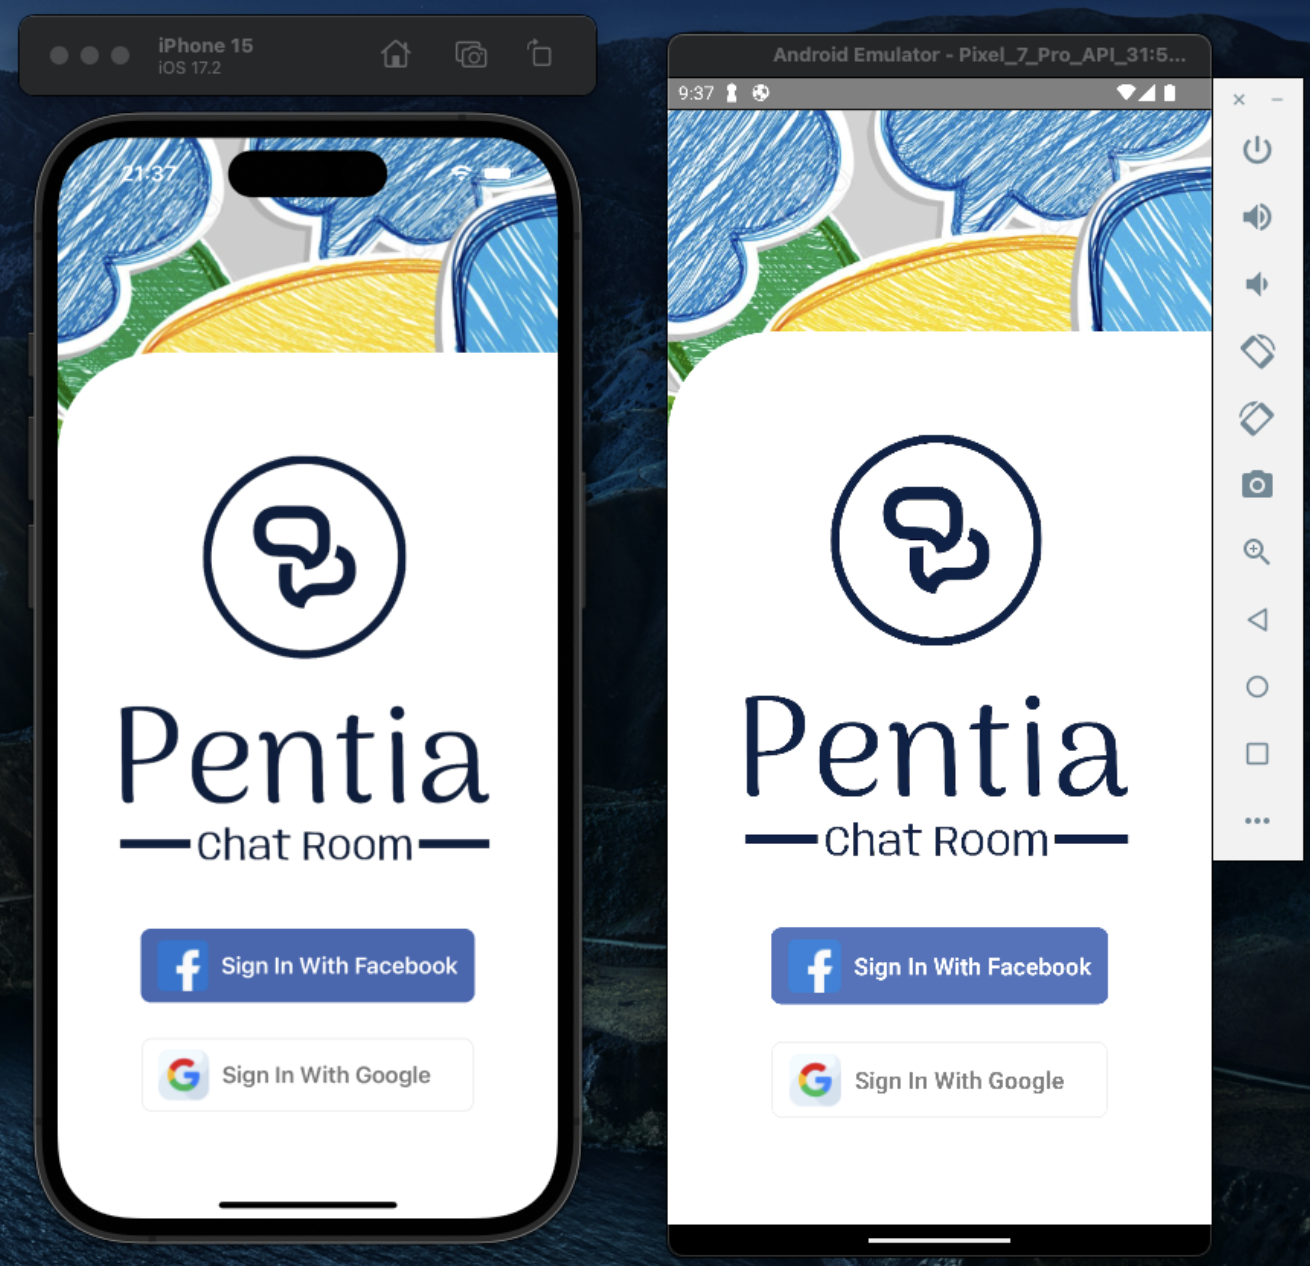 iPhone 15
iOS 17.2
21:37
Pentia
Chat Room
Sign In With Facebook
Sign In With Google
Android Emulator - Pixel_7_Pro_API_31:5...
9:37
Pentia
Chat Room
Sign In With Facebook
Sign In With Google